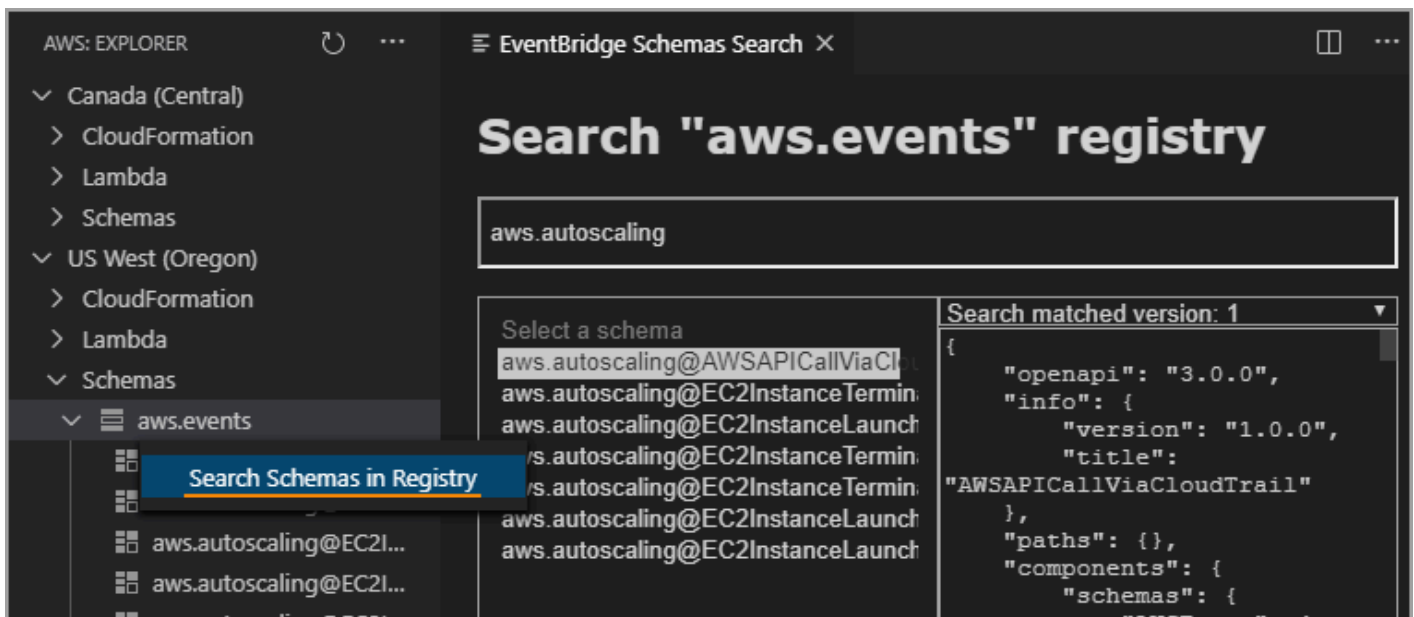 AWS: EXPLORER
Canada (Central)
CloudFormation
Lambda
Schemas
US West (Oregon)
CloudFormation
Lambda
Schemas
aws.events
Search Schemas in Registry
aws.autoscaling@EC2I...
aws.autoscaling@EC2I...
EventBridge Schemas Search
Search "aws.events" registry
aws.autoscaling
Select a schema
aws.autoscaling@AWSAPICallViaClou
aws.autoscaling@EC2InstanceTermin
aws.autoscaling@EC2InstanceLaunch
s.autoscaling@EC2InstanceTermin
s.autoscaling@EC2InstanceTermin
aws.autoscaling@EC2InstanceLaunch
aws.autoscaling@EC2InstanceLaunch
Search matched version: 1
{
"openapi": "3.0.0",
"info": {
"version": "1.0.0",
"title":
"AWSAPICallViaCloudTrail"
},
"paths": {},
"components": {
"schemas": {